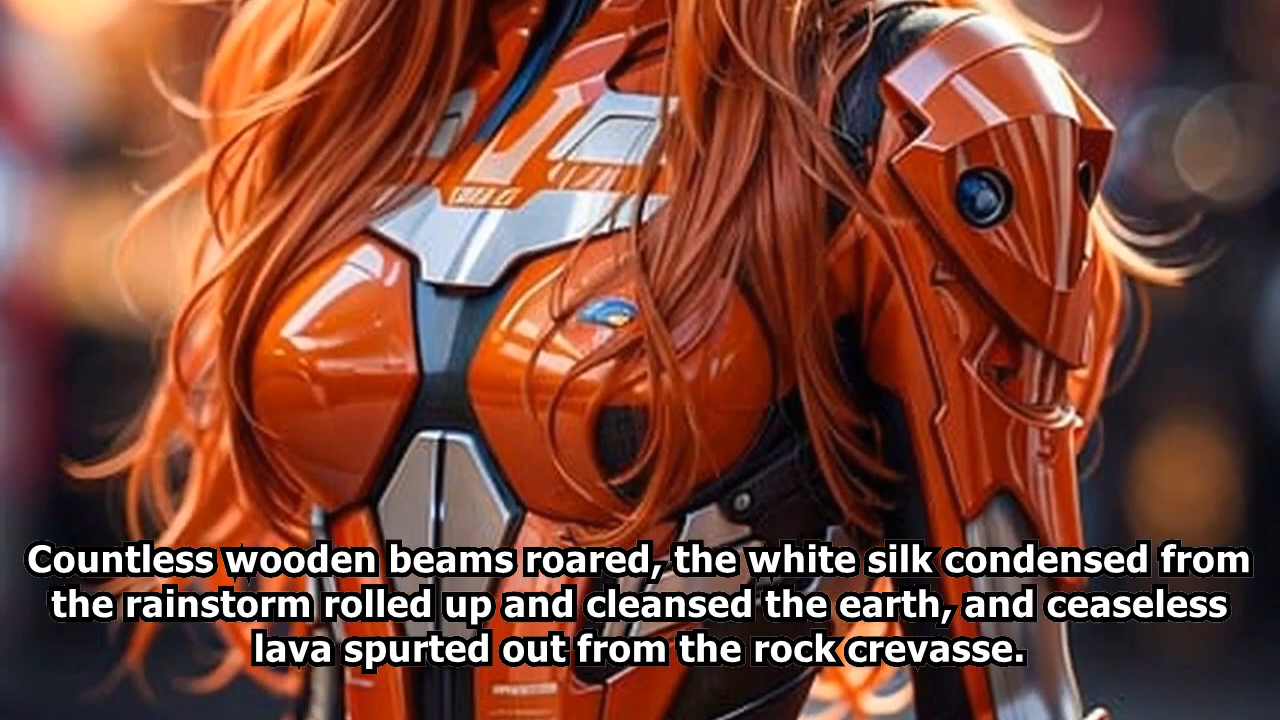 Countless wooden beams roared, the white silk condensed from
the rainstorm rolled up and cleansed the earth, and ceaseless
lava spurted out from the rock crevasse.